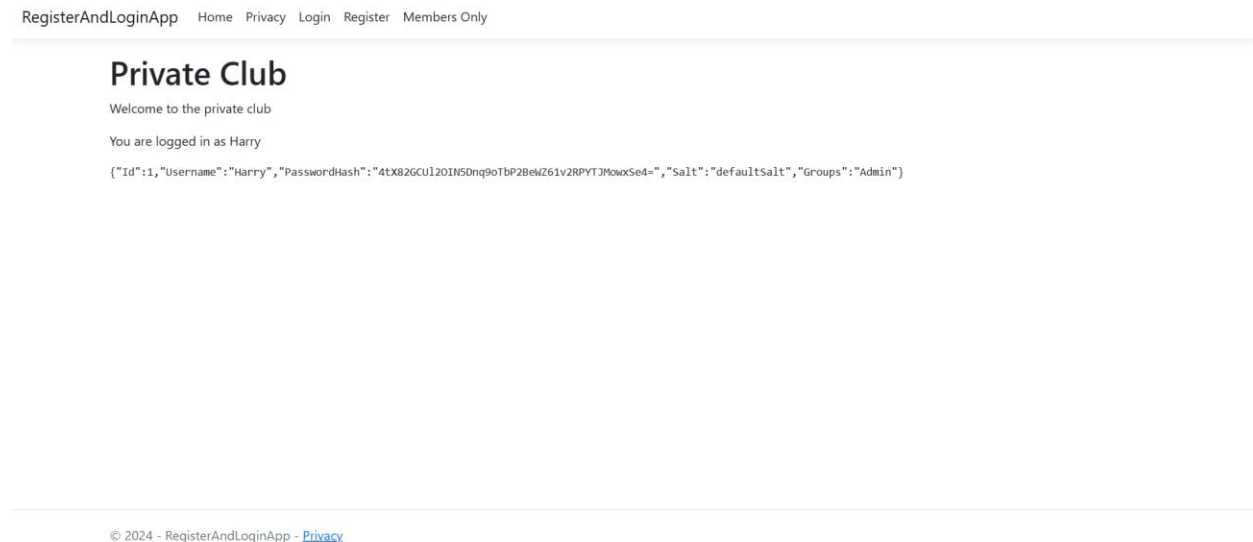 RegisterAndLoginApp Home Privacy Login Register Members Only
Private Club
Welcome to the private club
You are logged in as Harry
{"Id":1,"Username":"Harry","PasswordHash":"4tX82GCUl2OIN5Dnq9oTbP2BeWZ61v2RPYTJMowxSe4=","Salt":"defaultSalt","Groups":"Admin"}
© 2024 - RegisterAndLoginApp - Privacy